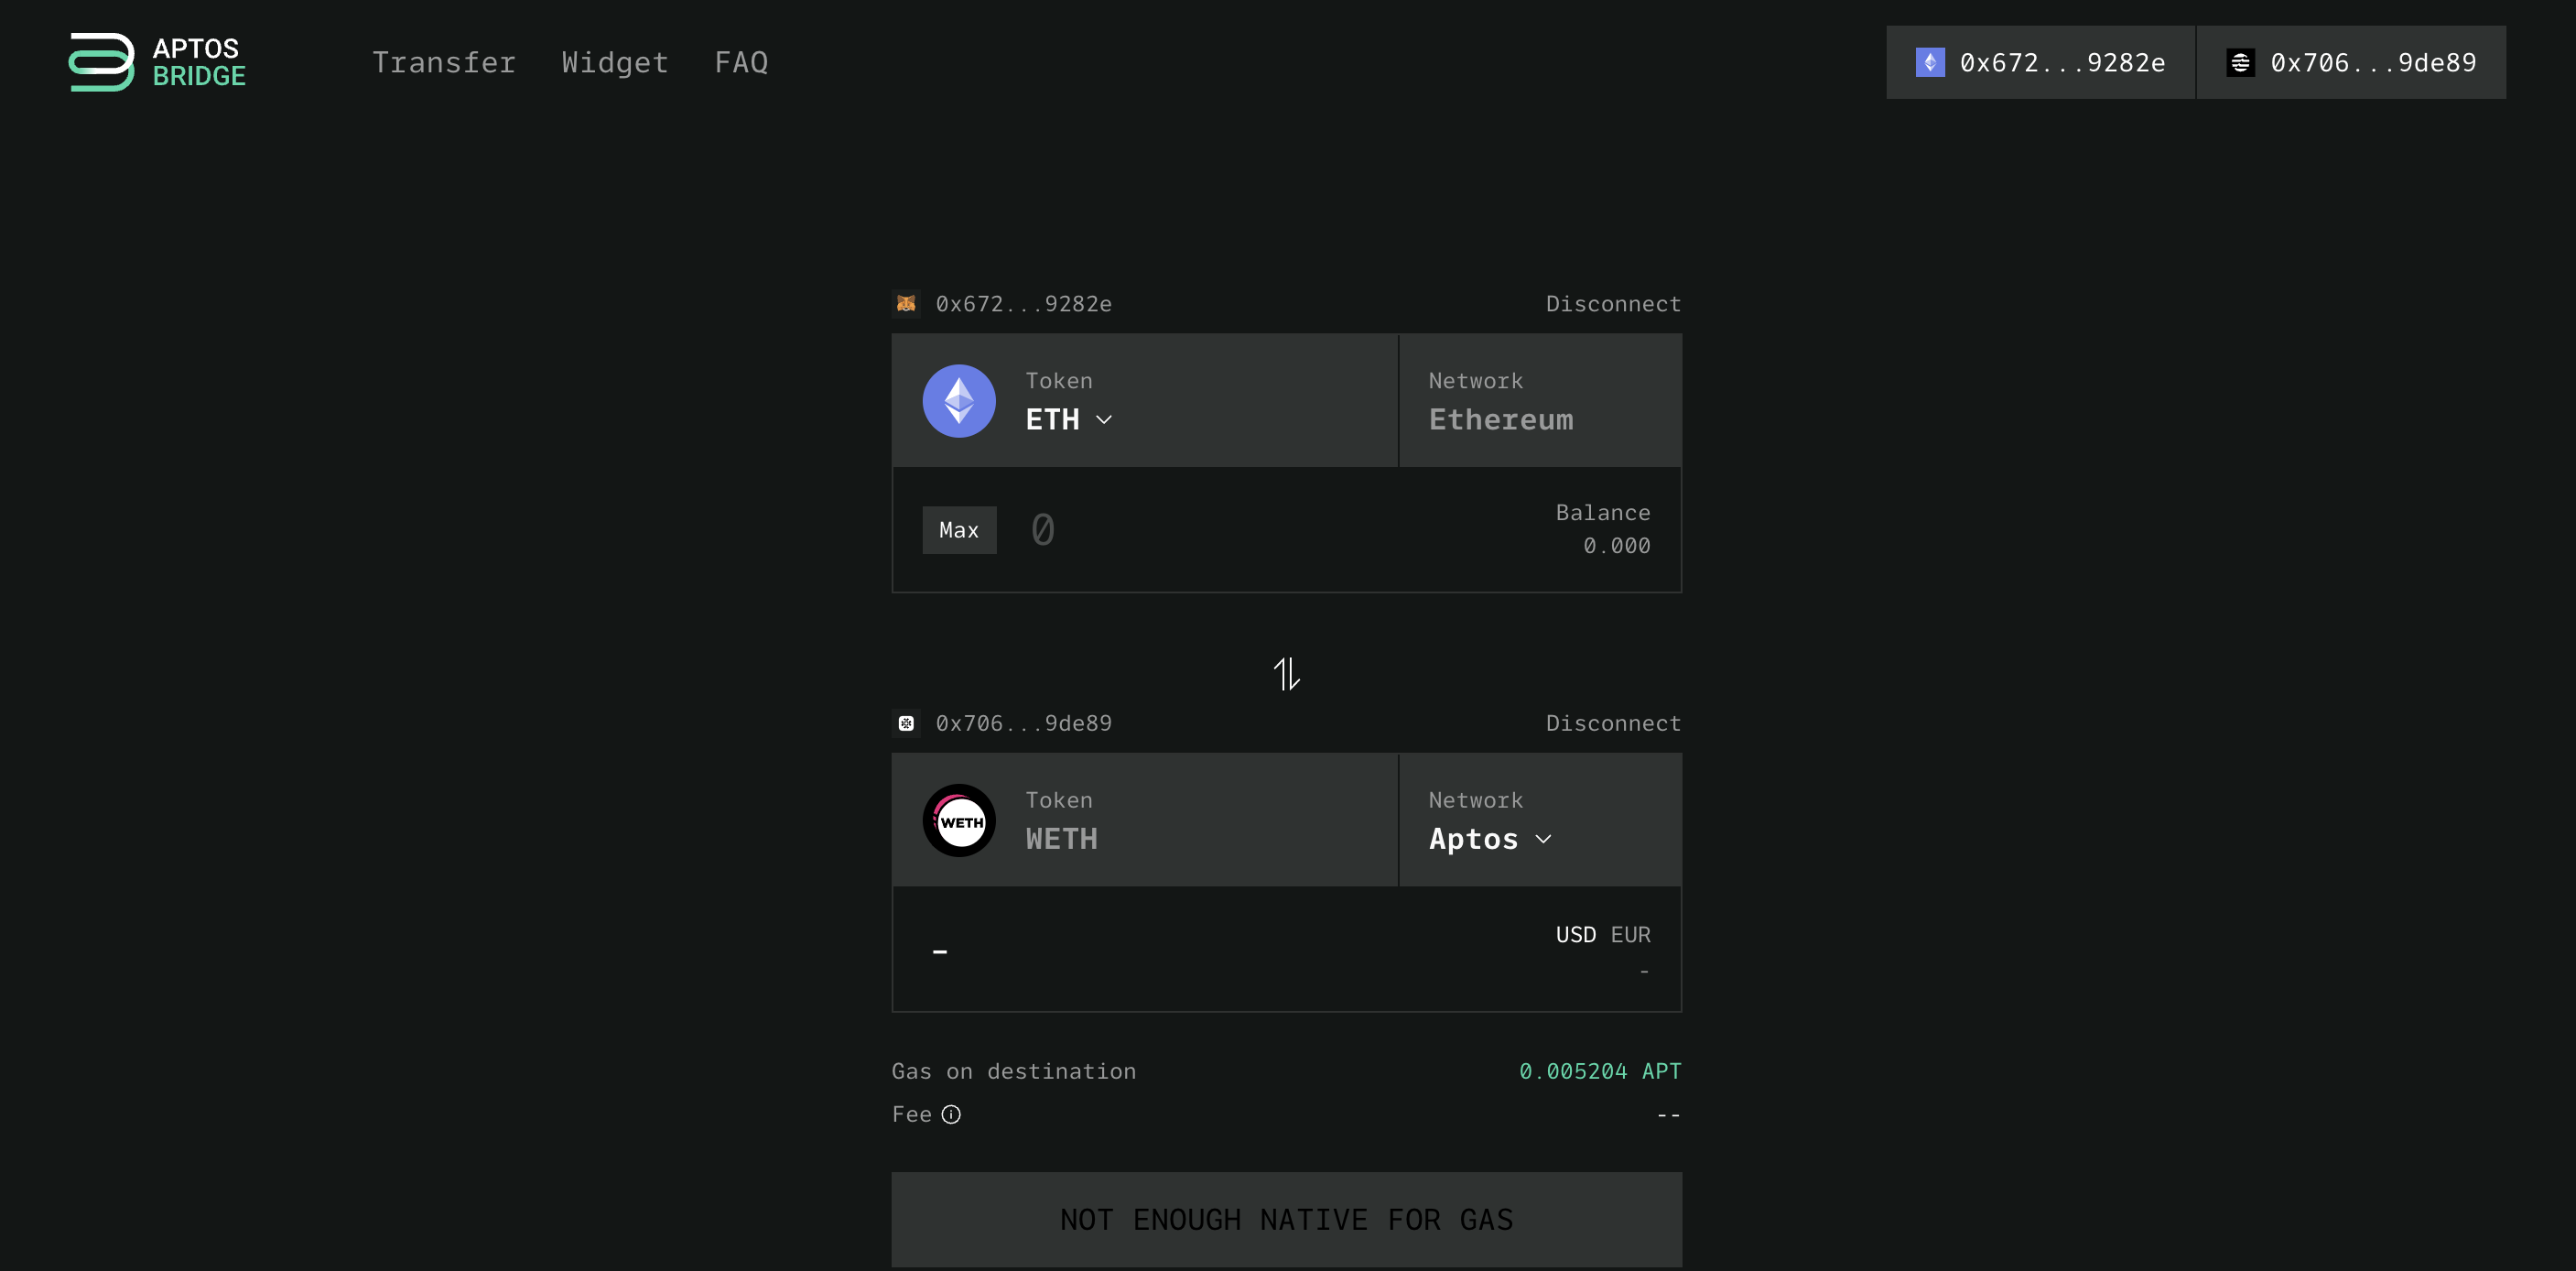 APTOS
BRIDGE
Transfer Widget FAQ
0x672...9282e 0x706...9de89
0x672...9282e Disconnect
Token Network
ETH Ethereum
Max 0 Balance
0.000
0x706...9de89 Disconnect
WETH
Token Network
WETH Aptos
- USD EUR
-
Gas on destination 0.005204 APT
Fee --
NOT ENOUGH NATIVE FOR GAS